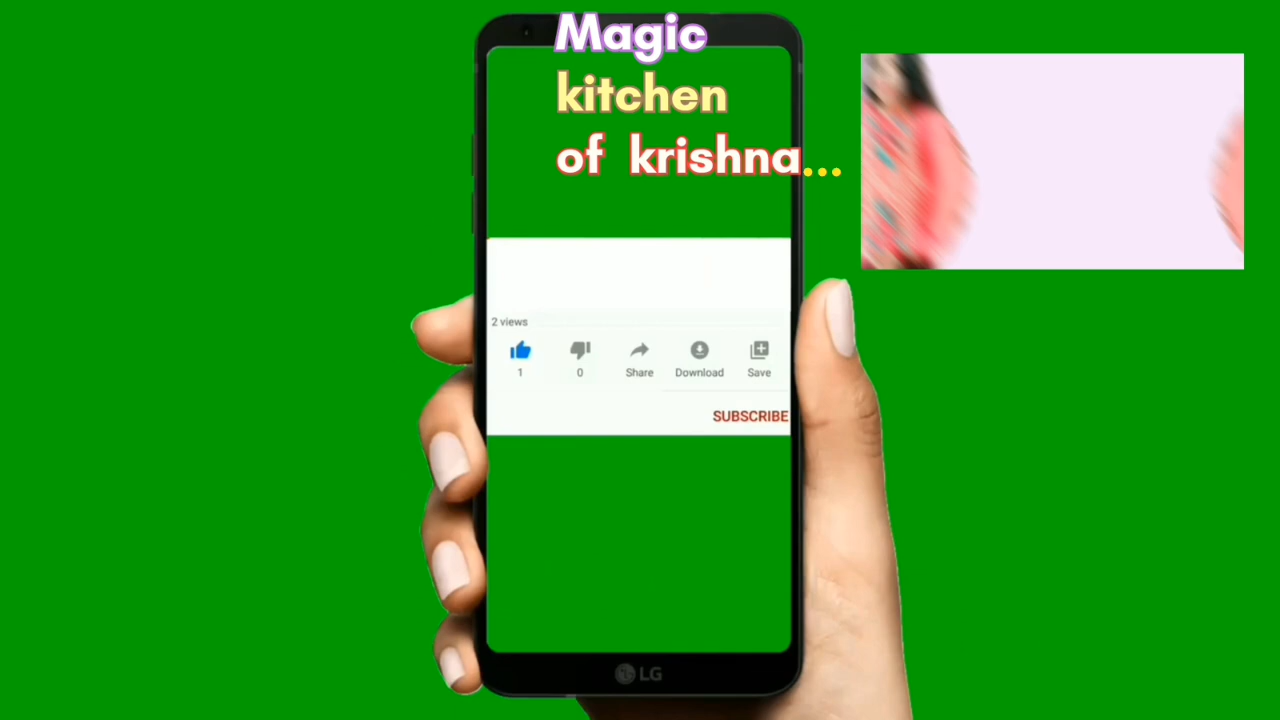 Magic
kitchen
of krishna...
2 views
1 0 Share Download Save
SUBSCRIBE
LG